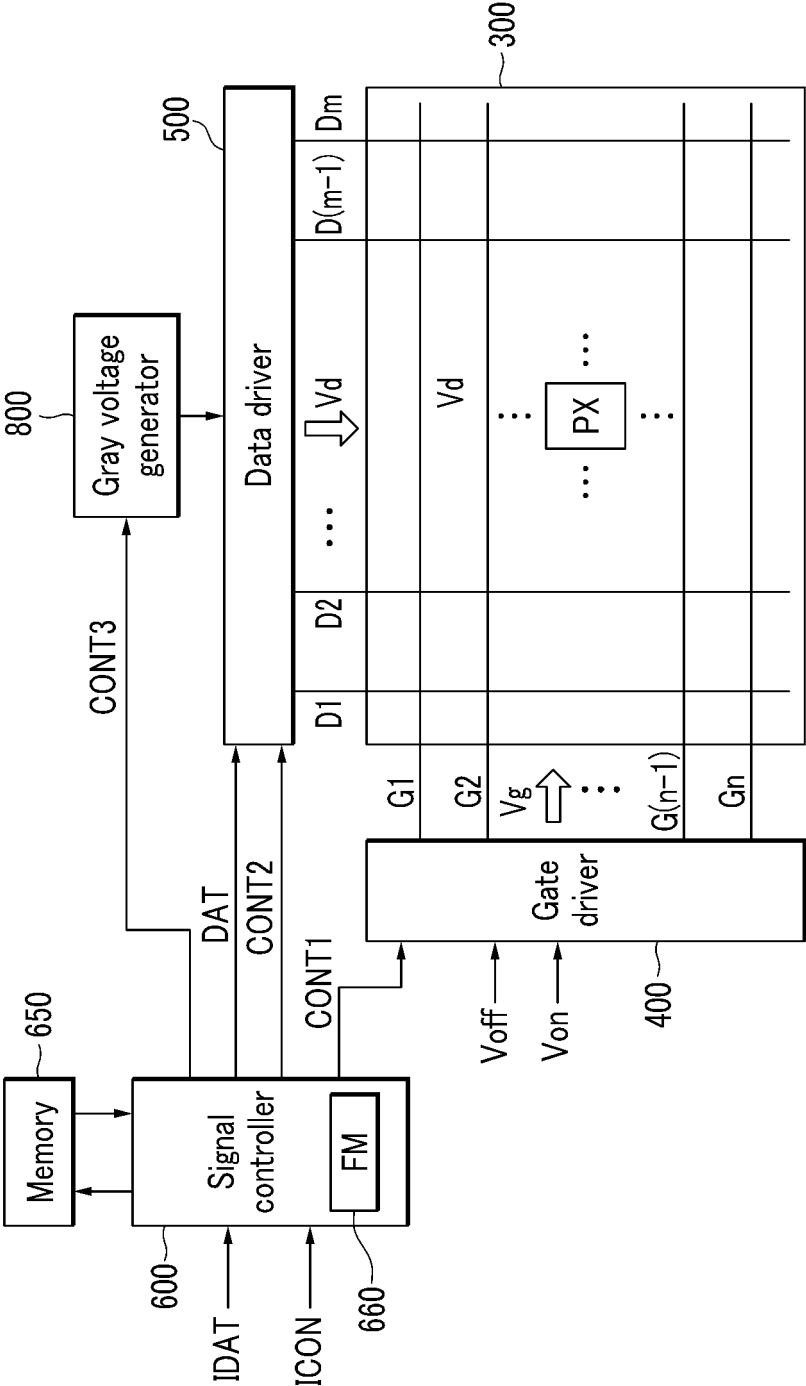 650
Memory
CONT3
800
Gray voltage
generator
600
IDAT
ICON
Signal
controller
FM
660
DAT
CONT2
CONT1
500
Data driver
D1
D2
...
Vd
D(m-1)
Dm
300
Voff
Von
400
Gate
driver
G1
G2
Vg
...
G(n-1)
Gn
Vd
...
... PX ...
...